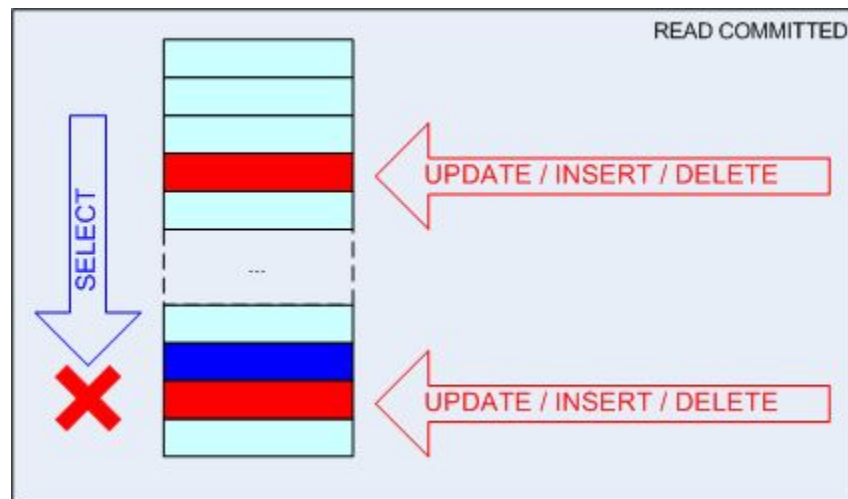 READ COMMITTED
UPDATE / INSERT / DELETE
SELECT
...
UPDATE / INSERT / DELETE